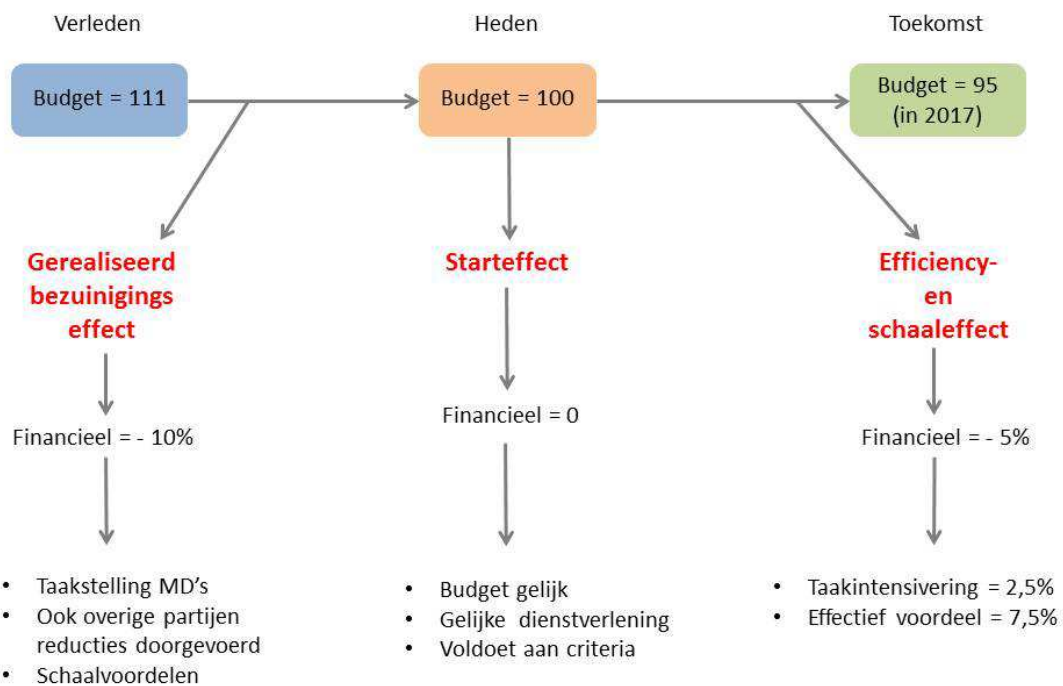 Verleden
Heden
Toekomst
Budget = 111
Budget = 100
Budget = 95
(in 2017)
Gerealiseerd
bezuinigings
effect
Starteffect
Efficiency-
en
schaaleffect
Financieel = - 10%
Financieel = 0
Financieel = - 5%
• Taakstelling MD's
• Ook overige partijen
reducties doorgevoerd
• Schaalvoordelen
• Budget gelijk
• Gelijke dienstverlening
• Voldoet aan criteria
• Taakintensivering = 2,5%
• Effectief voordeel = 7,5%